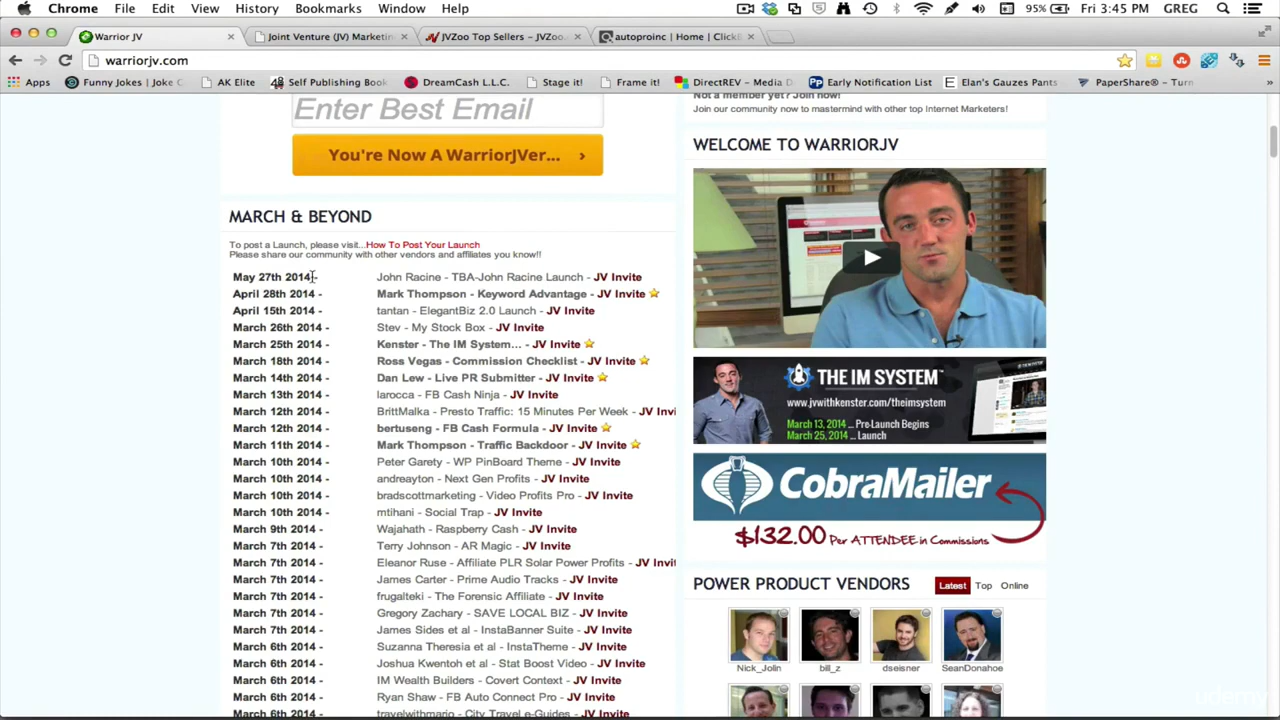 Chrome File Edit View History Bookmarks Window Help 95% Fri 3:45 PM GREG
Warrior JV Joint Venture (JV) Marketin JVZoo Top Sellers – JVZoo. autoproinc | Home | ClickB
warriorjv.com
Apps Funny Jokes | Joke C AK Elite Self Publishing Book DreamCash L.L.C. Stage it! Frame it! DirectREV - Media D Early Notification List Elan's Gauzes Pants PaperShare® – Turn »
Enter Best Email
You're Now A WarriorJVer... ›
MARCH & BEYOND
To post a Launch, please visit...How To Post Your Launch
Please share our community with other vendors and affiliates you know!!
May 27th 2014 John Racine - TBA-John Racine Launch - JV Invite
April 28th 2014 - Mark Thompson - Keyword Advantage - JV Invite
April 15th 2014 - tantan - ElegantBiz 2.0 Launch - JV Invite
March 26th 2014 - Stev - My Stock Box - JV Invite
March 25th 2014 - Kenster - The IM System... - JV Invite
March 18th 2014 - Ross Vegas - Commission Checklist - JV Invite
March 14th 2014 - Dan Lew - Live PR Submitter - JV Invite
March 13th 2014 - larocca - FB Cash Ninja - JV Invite
March 12th 2014 - BrittMalka - Presto Traffic: 15 Minutes Per Week - JV Invi
March 12th 2014 - bertuseng - FB Cash Formula - JV Invite
March 11th 2014 - Mark Thompson - Traffic Backdoor - JV Invite
March 10th 2014 - Peter Garety - WP PinBoard Theme - JV Invite
March 10th 2014 - andreayton - Next Gen Profits - JV Invite
March 10th 2014 - bradscottmarketing - Video Profits Pro - JV Invite
March 10th 2014 - mtihani - Social Trap - JV Invite
March 9th 2014 - Wajahath - Raspberry Cash - JV Invite
March 7th 2014 - Terry Johnson - AR Magic - JV Invite
March 7th 2014 - Eleanor Ruse - Affiliate PLR Solar Power Profits - JV Invit
March 7th 2014 - James Carter - Prime Audio Tracks - JV Invite
March 7th 2014 - frugalteki - The Forensic Affiliate - JV Invite
March 7th 2014 - Gregory Zachary - SAVE LOCAL BIZ - JV Invite
March 7th 2014 - James Sides et al - InstaBanner Suite - JV Invite
March 6th 2014 - Suzanna Theresia et al - InstaTheme - JV Invite
March 6th 2014 - Joshua Kwentoh et al - Stat Boost Video - JV Invite
March 6th 2014 - IM Wealth Builders - Covert Context - JV Invite
March 6th 2014 - Ryan Shaw - FB Auto Connect Pro - JV Invite
March 6th 2014 - travelwithmario - City Travel e-Guides - JV Invite
Not a member yet? Join now!
Join our community now to mastermind with other top Internet Marketers!
WELCOME TO WARRIORJV
THE IM SYSTEM™
www.jvwithkenster.com/theimsystem
March 13, 2014 ... Pre-Launch Begins
March 25, 2014 ... Launch
CobraMailer
$132.00 Per ATTENDEE in Commissions
POWER PRODUCT VENDORS Latest Top Online
Nick_Jolin bill_z dseisner SeanDonahoe
udemy